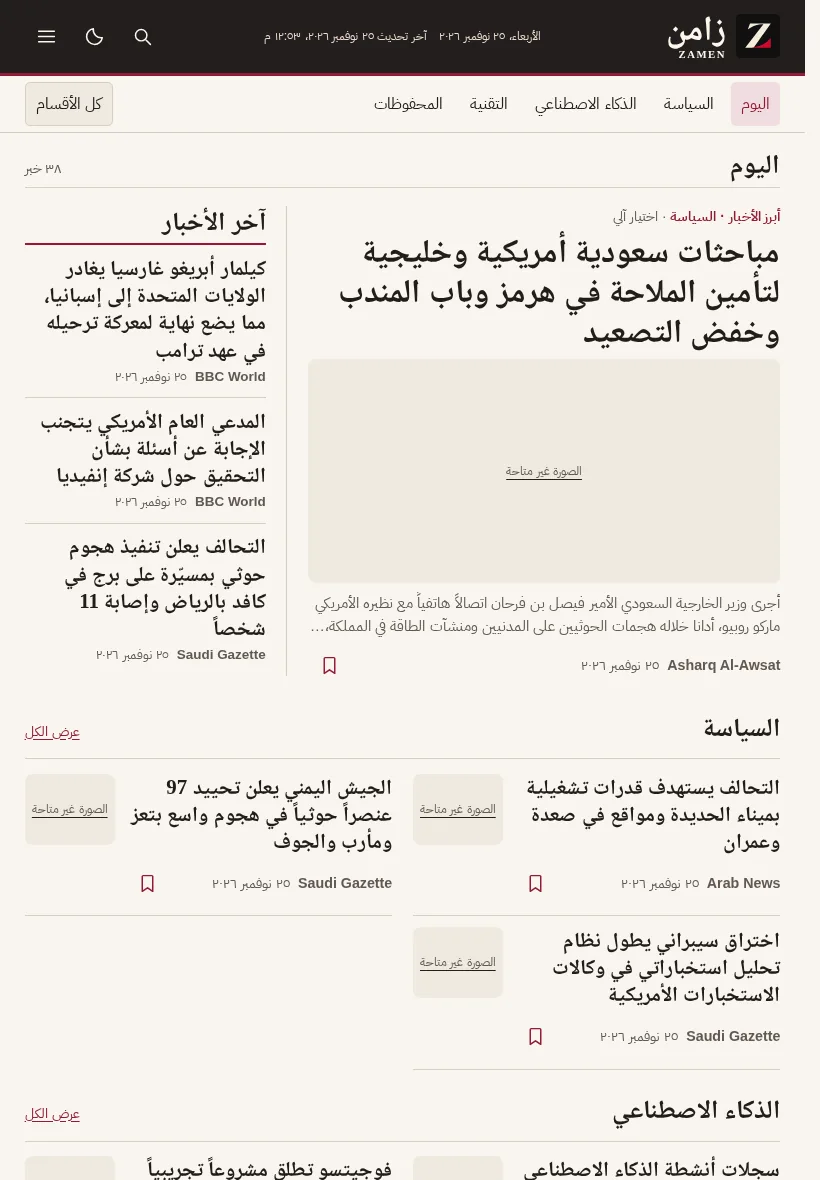 زامن
ZAMEN
الأربعاء، ٢٥ نوفمبر ٢٠٢٦
آخر تحديث ٢٥ نوفمبر ٢٠٢٦، ١٢:٥٣ م
اليوم
السياسة
الذكاء الاصطناعي
التقنية
المحفوظات
كل الأقسام
اليوم
٣٨ خبر
أبرز الأخبار · السياسة · اختيار آلي
مباحثات سعودية أمريكية وخليجية
لتأمين الملاحة في هرمز وباب المندب
وخفض التصعيد
الصورة غير متاحة
أجرى وزير الخارجية السعودي الأمير فيصل بن فرحان اتصالاً هاتفياً مع نظيره الأمريكي
ماركو روبيو، أدانا خلاله هجمات الحوثيين على المدنيين ومنشآت الطاقة في المملكة،...
Asharq Al-Awsat ٢٥ نوفمبر ٢٠٢٦
آخر الأخبار
كيلمار أبريغو غارسيا يغادر
الولايات المتحدة إلى إسبانيا،
مما يضع نهاية لمعركة ترحيله
في عهد ترامب
BBC World ٢٥ نوفمبر ٢٠٢٦
المدعي العام الأمريكي يتجنب
الإجابة عن أسئلة بشأن
التحقيق حول شركة إنفيديا
BBC World ٢٥ نوفمبر ٢٠٢٦
التحالف يعلن تنفيذ هجوم
حوثي بمسيّرة على برج في
كافد بالرياض وإصابة 11
شخصاً
Saudi Gazette ٢٥ نوفمبر ٢٠٢٦
السياسة
عرض الكل
التحالف يستهدف قدرات تشغيلية
بميناء الحديدة ومواقع في صعدة
وعمران
الصورة غير متاحة
Arab News ٢٥ نوفمبر ٢٠٢٦
الجيش اليمني يعلن تحييد 97
عنصراً حوثياً في هجوم واسع بتعز
ومأرب والجوف
الصورة غير متاحة
Saudi Gazette ٢٥ نوفمبر ٢٠٢٦
اختراق سيبراني يطول نظام
تحليل استخباراتي في وكالات
الاستخبارات الأمريكية
الصورة غير متاحة
Saudi Gazette ٢٥ نوفمبر ٢٠٢٦
الذكاء الاصطناعي
عرض الكل
سجلات أنشطة الذكاء الاصطناعي
فوجيتسو تطلق مشروعاً تجريبياً